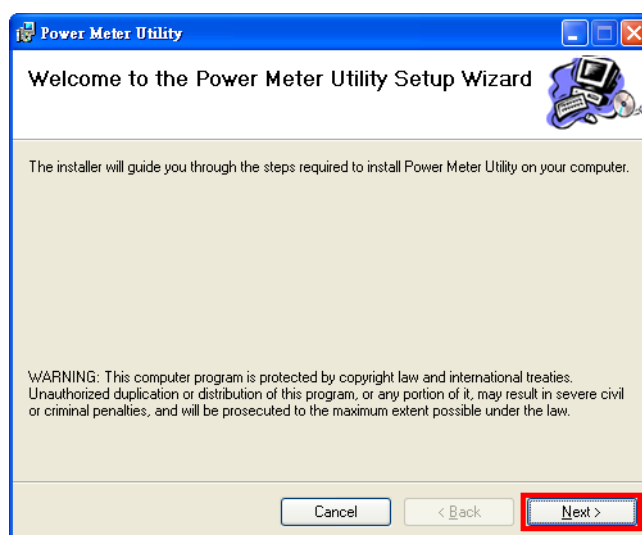 Power Meter Utility
Welcome to the Power Meter Utility Setup Wizard
The installer will guide you through the steps required to install Power Meter Utility on your computer.
WARNING: This computer program is protected by copyright law and international treaties.
Unauthorized duplication or distribution of this program, or any portion of it, may result in severe civil
or criminal penalties, and will be prosecuted to the maximum extent possible under the law.
Cancel < Back Next >